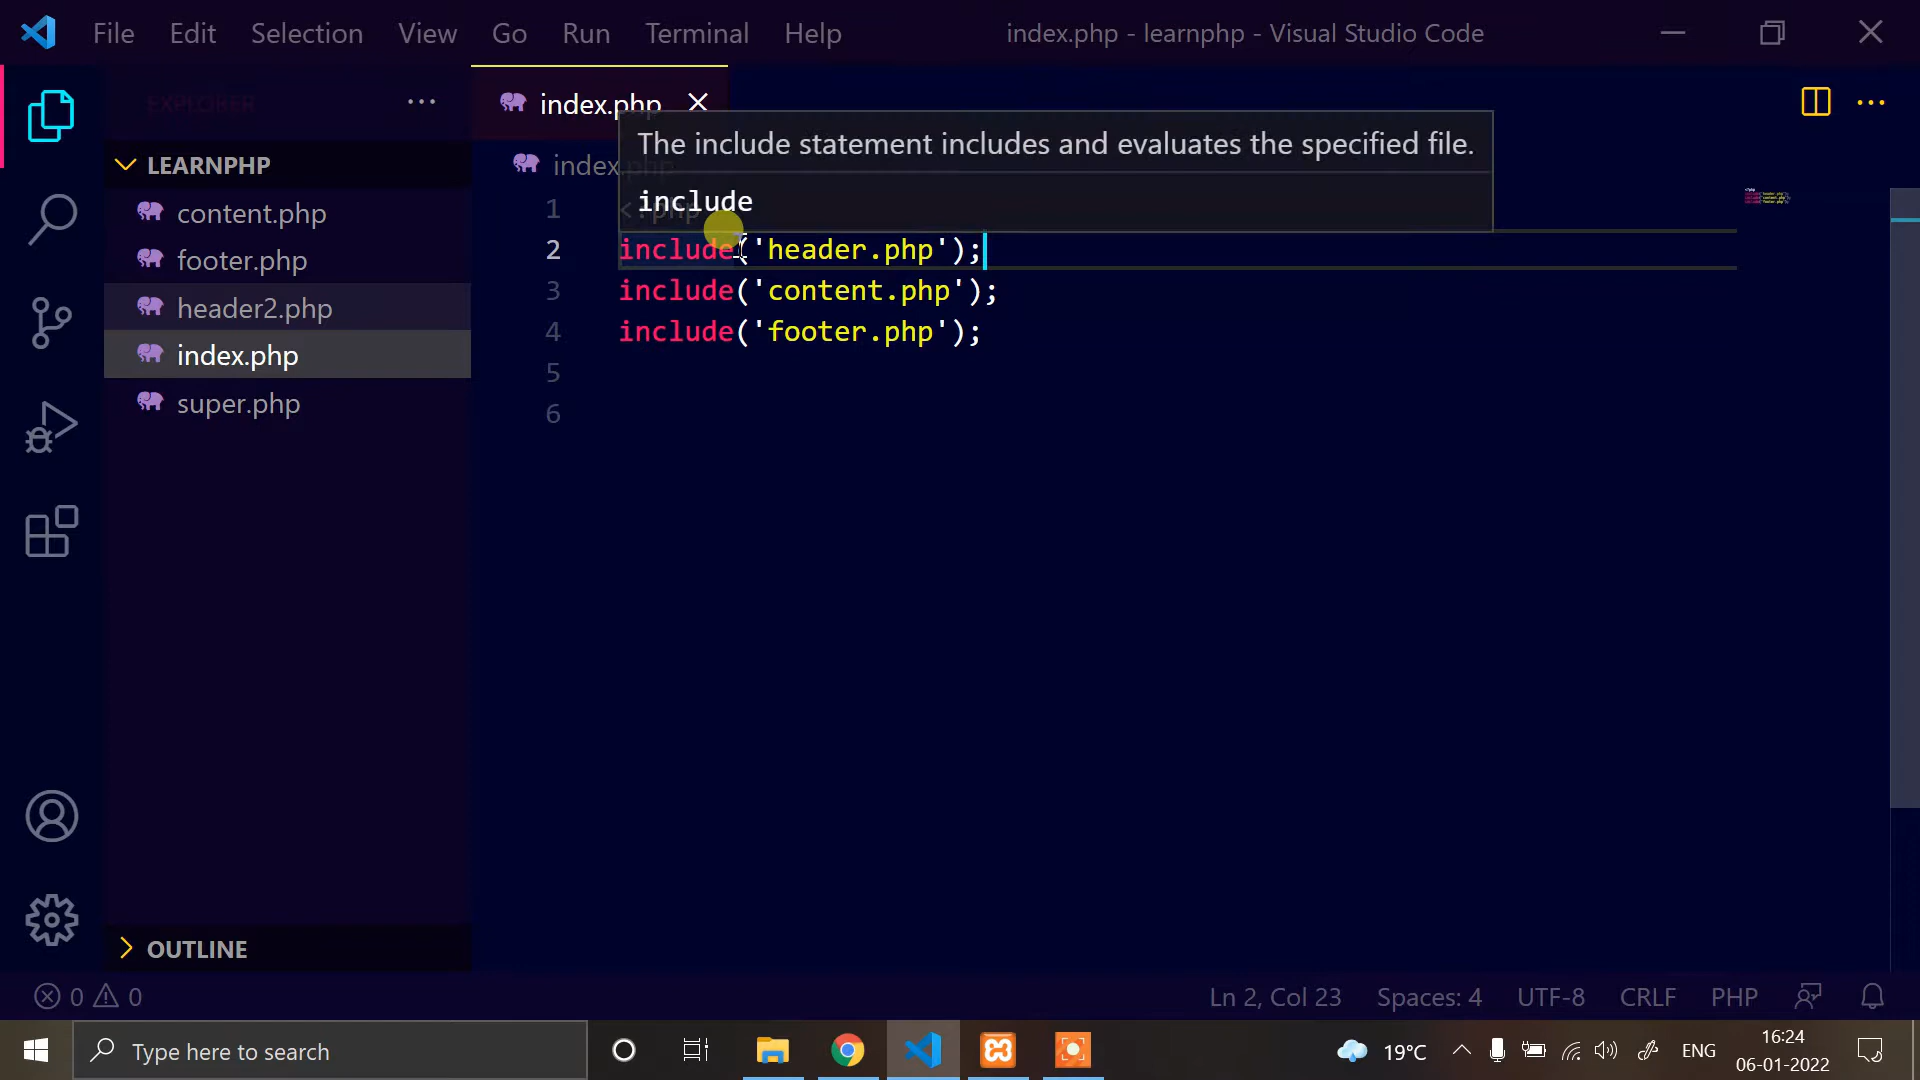 File Edit Selection View Go Run Terminal Help index.php - learnphp - Visual Studio Code
EXPLORER
index.php
The include statement includes and evaluates the specified file.
LEARNPHP
index.php
include
1 <?php
2 include('header.php');
3 include('content.php');
4 include('footer.php');
5
6
content.php
footer.php
header2.php
index.php
super.php
OUTLINE
0 0 Ln 2, Col 23 Spaces: 4 UTF-8 CRLF PHP
Type here to search 19°C ENG 16:24
06-01-2022